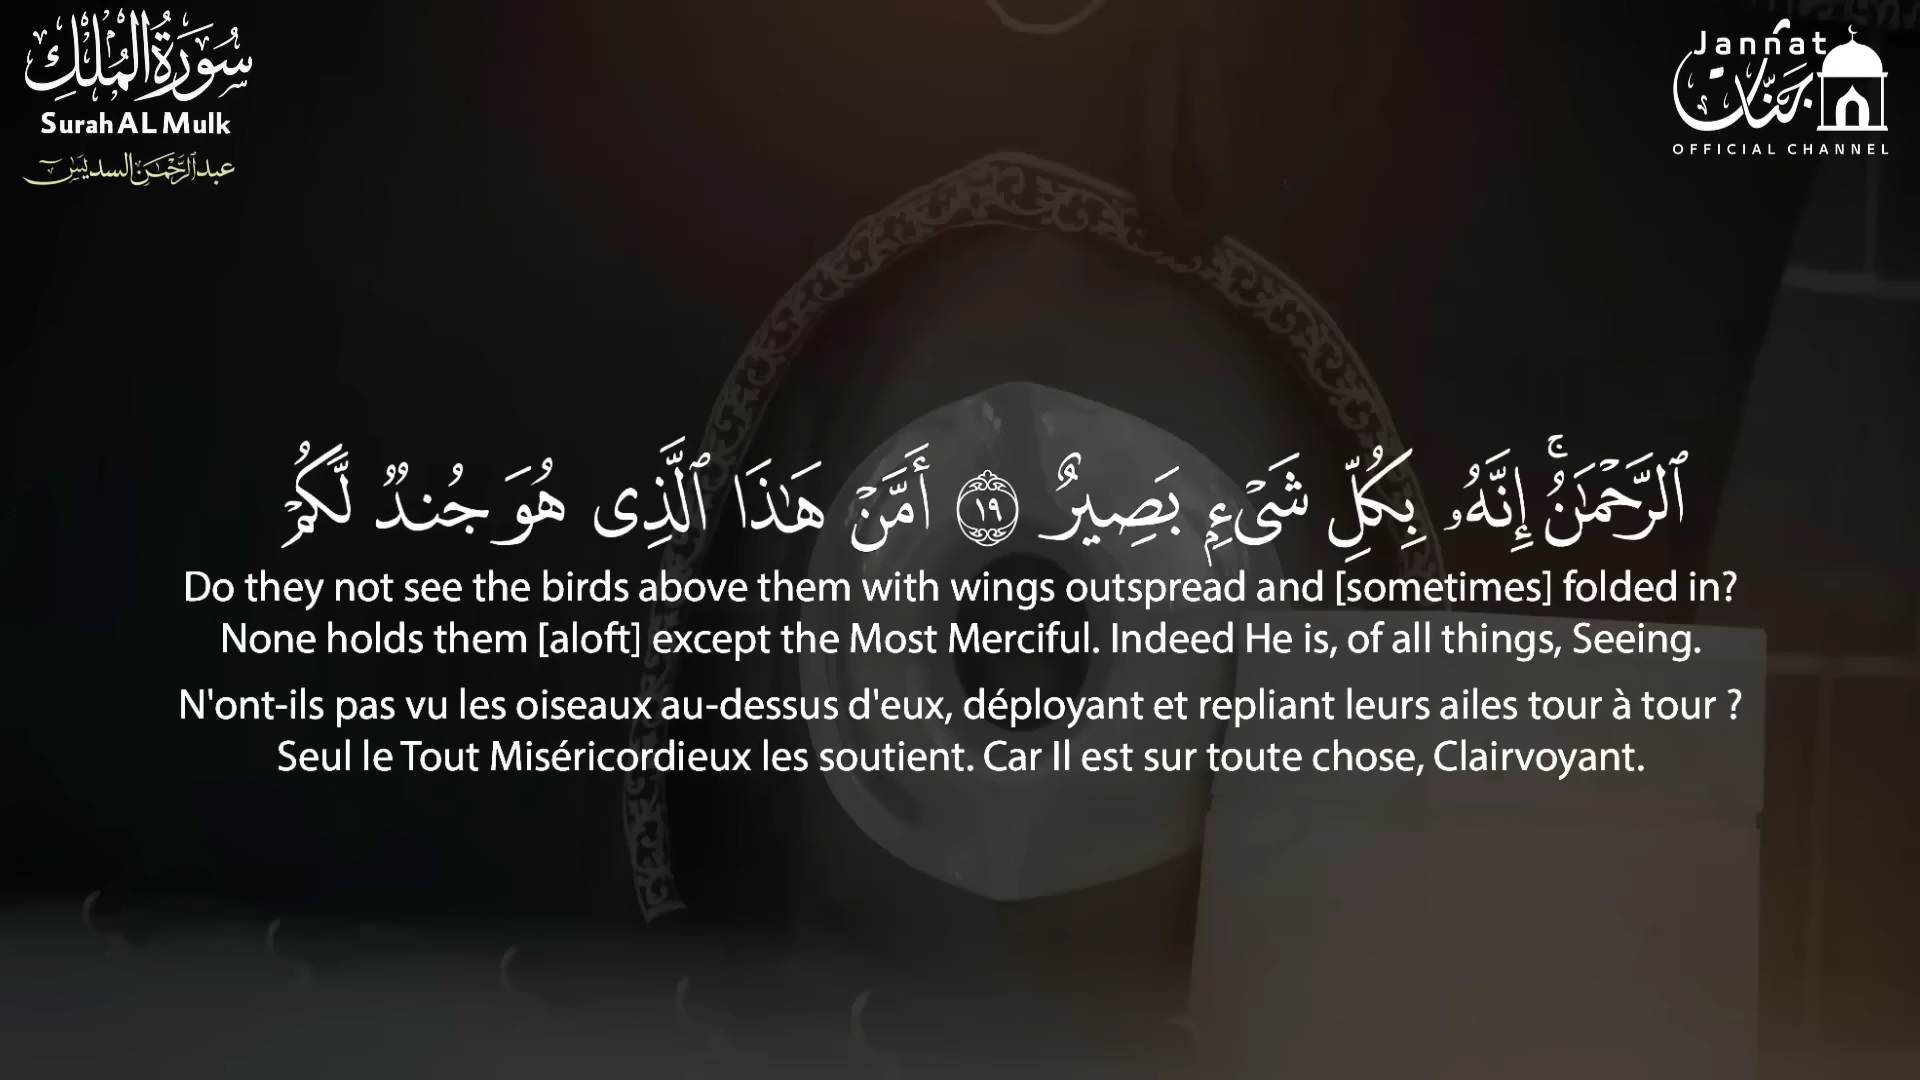 سُورَةُ الْمُلْكِ
Surah AL Mulk
عبد الرَّحْمَٰن السديس
Jannat
جَنَّات
OFFICIAL CHANNEL
ٱلرَّحْمَـٰنُۚ إِنَّهُۥ بِكُلِّ شَىْءٍۭ بَصِيرٌ ١٩ أَمَّنْ هَـٰذَا ٱلَّذِى هُوَ جُندٌ لَّكُمْ
Do they not see the birds above them with wings outspread and [sometimes] folded in?
None holds them [aloft] except the Most Merciful. Indeed He is, of all things, Seeing.
N'ont-ils pas vu les oiseaux au-dessus d'eux, déployant et repliant leurs ailes tour à tour ?
Seul le Tout Miséricordieux les soutient. Car Il est sur toute chose, Clairvoyant.